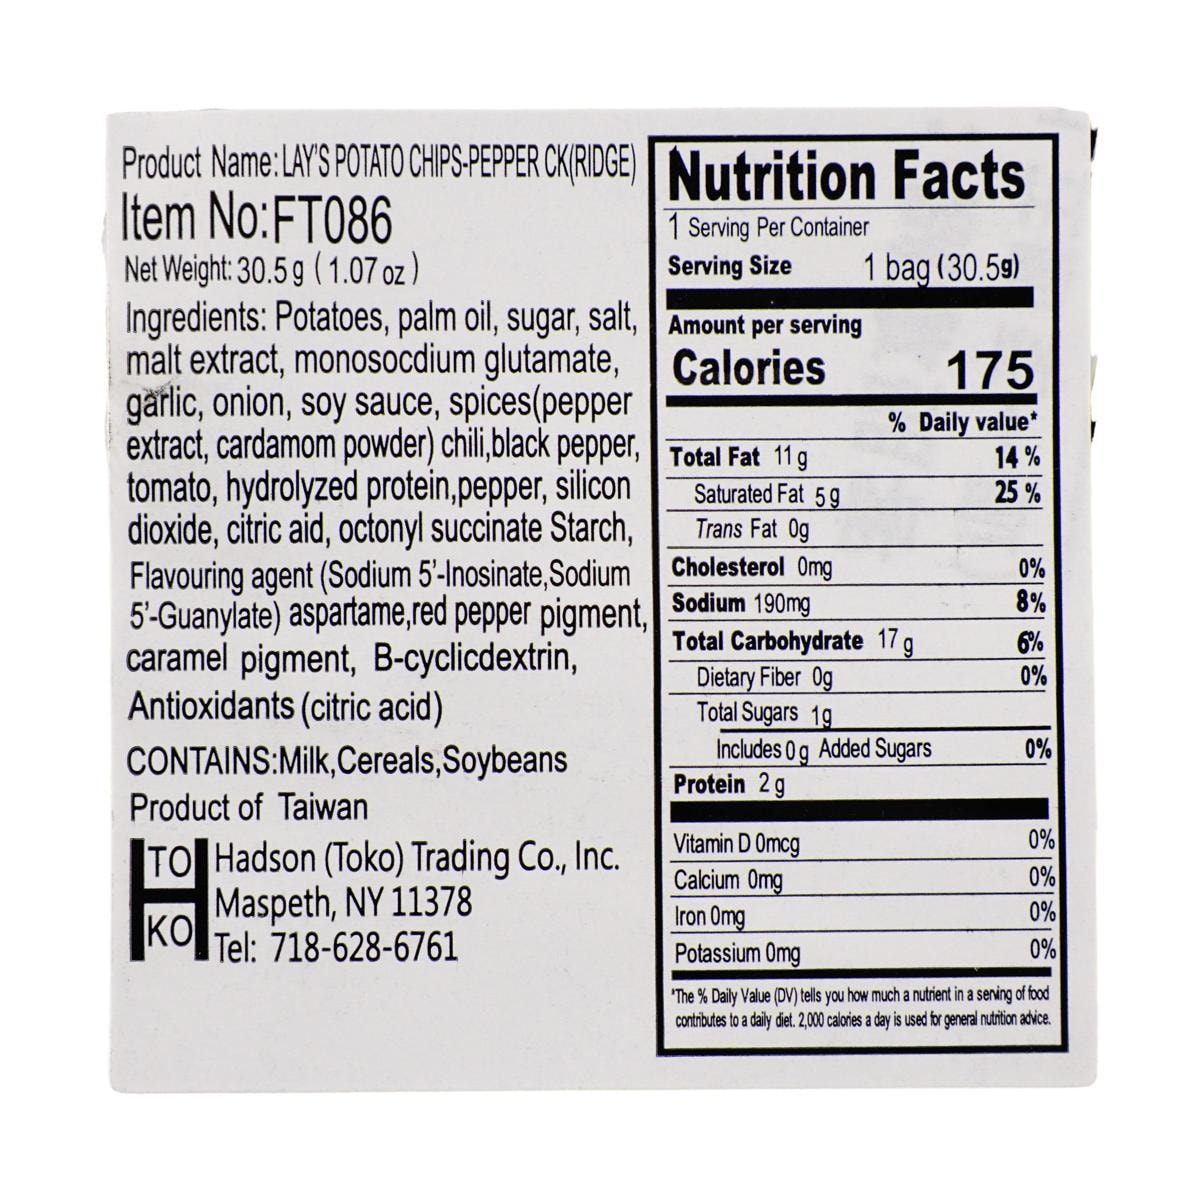 Product Name: LAY'S POTATO CHIPS-PEPPER CK(RIDGE)
Item No:FT086
Net Weight: 30.5 g ( 1.07 oz )
Ingredients: Potatoes, palm oil, sugar, salt,
malt extract, monosocdium glutamate,
garlic, onion, soy sauce, spices(pepper
extract, cardamom powder) chili,black pepper,
tomato, hydrolyzed protein,pepper, silicon
dioxide, citric aid, octonyl succinate Starch,
Flavouring agent (Sodium 5'-Inosinate,Sodium
5'-Guanylate) aspartame,red pepper pigment,
caramel pigment, B-cyclicdextrin,
Antioxidants (citric acid)
CONTAINS:Milk,Cereals,Soybeans
Product of Taiwan
TO
KO
Hadson (Toko) Trading Co., Inc.
Maspeth, NY 11378
Tel: 718-628-6761
Nutrition Facts
1 Serving Per Container
Serving Size 1 bag (30.5g)
Amount per serving
Calories 175
% Daily value*
Total Fat 11 g 14 %
Saturated Fat 5 g 25 %
Trans Fat 0g
Cholesterol 0mg 0%
Sodium 190mg 8%
Total Carbohydrate 17 g 6%
Dietary Fiber 0g 0%
Total Sugars 1g
Includes 0 g Added Sugars 0%
Protein 2 g
Vitamin D 0mcg 0%
Calcium 0mg 0%
Iron 0mg 0%
Potassium 0mg 0%
*The % Daily Value (DV) tells you how much a nutrient in a serving of food
contributes to a daily diet. 2,000 calories a day is used for general nutrition advice.